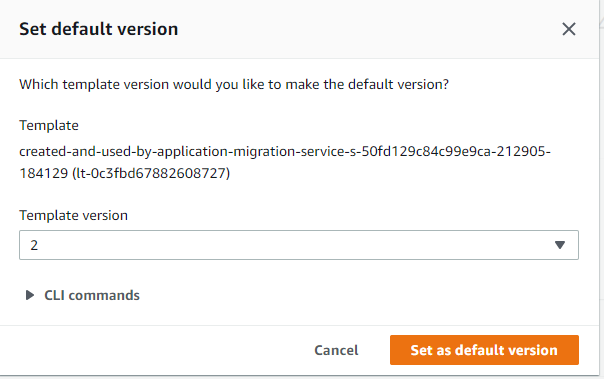 Set default version
Which template version would you like to make the default version?
Template
created-and-used-by-application-migration-service-s-50fd129c84c99e9ca-212905-
184129 (lt-0c3fbd67882608727)
Template version
2
CLI commands
Cancel
Set as default version